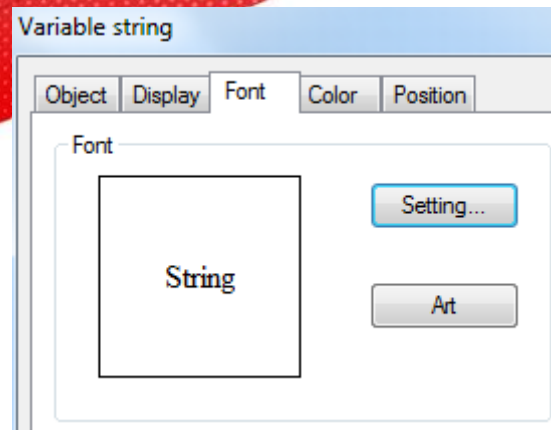 Variable string
Object Display Font Color Position
Font
Setting...
String
Art